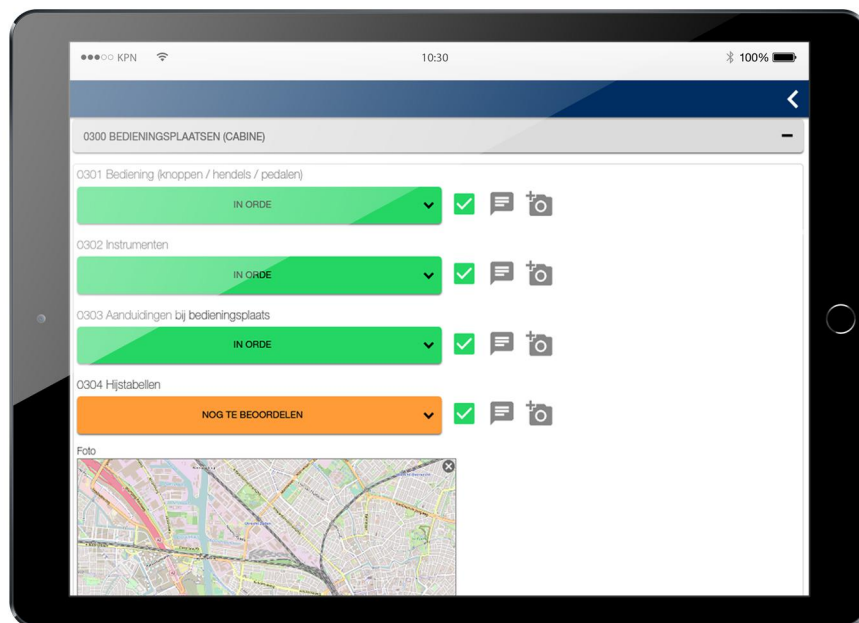 KPN
10:30
100%
0300 BEDIENINGSPLAATSEN (CABINE)
0301 Bediening (knoppen / hendels / pedalen)
IN ORDE
0302 Instrumenten
IN ORDE
0303 Aanduidingen bij bedieningsplaats
IN ORDE
0304 Hijstabellen
NOG TE BEOORDELEN
Foto